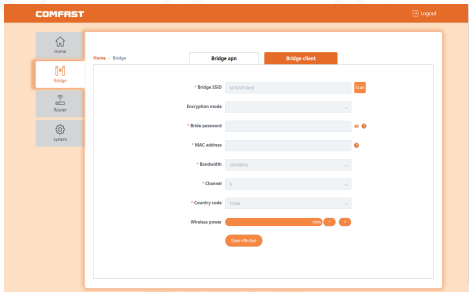 COMFAST
Logout
Home
Bridge
Router
system
Home - Bridge
Bridge apn
Bridge client
* Bridge SSID
Scan
Encryption mode
* Bride password
* MAC address
* Bandwidth
* Channel
6
* Country code
China
Wireless power
100%
- +
Save effective